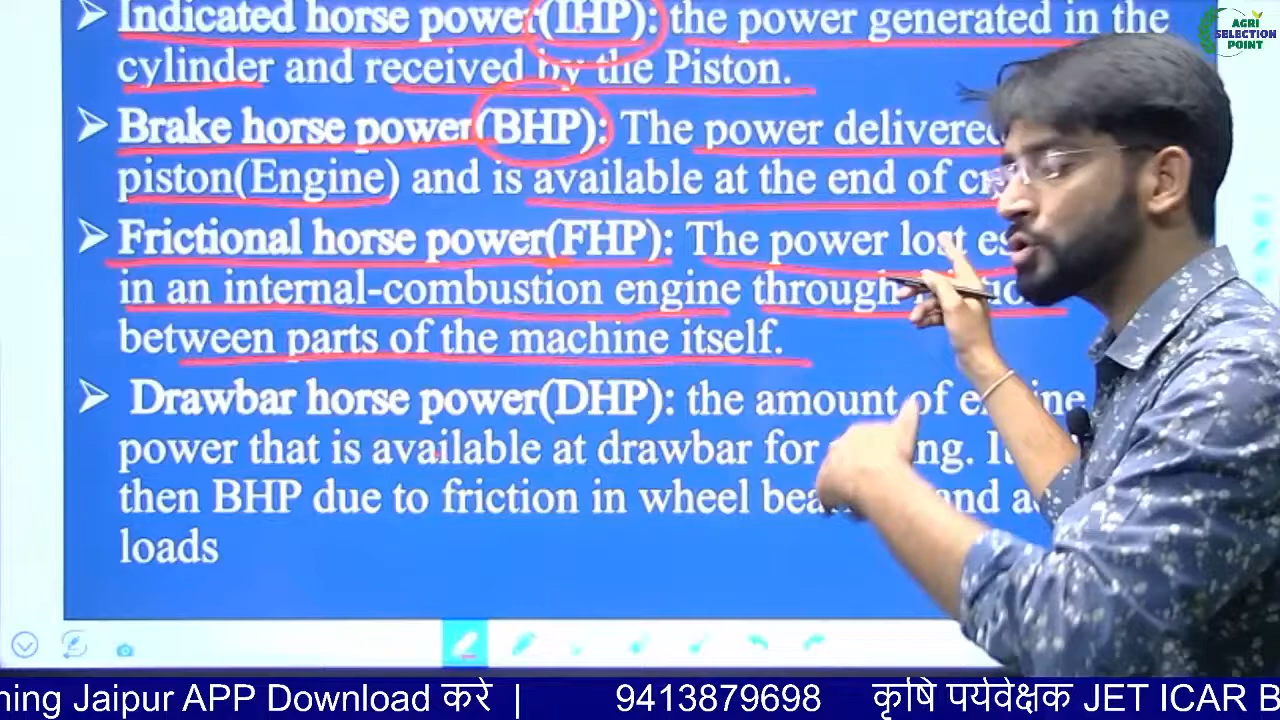 Indicated horse power(IHP): the power generated in the
cylinder and received by the Piston.
Brake horse power(BHP): The power delivered
piston(Engine) and is available at the end of
Frictional horse power(FHP): The power lost
in an internal-combustion engine through
between parts of the machine itself.
Drawbar horse power(DHP): the amount of
power that is available at drawbar for
then BHP due to friction in wheel and
loads
AGRI
SELECTION
POINT
Jaipur APP Download करे | 9413879698 कृषि पर्यवेक्षक JET ICAR